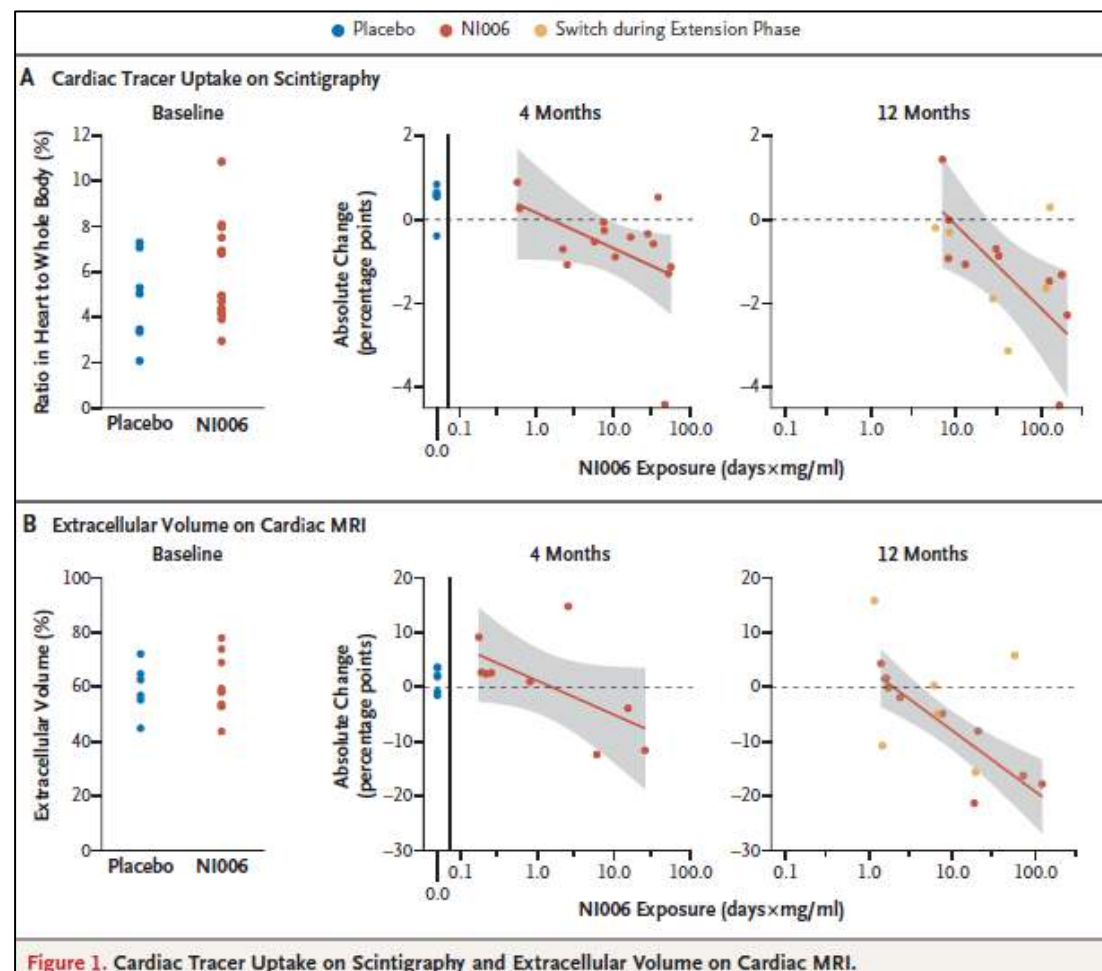 Placebo NI006 Switch during Extension Phase
A Cardiac Tracer Uptake on Scintigraphy
Baseline
Ratio in Heart to Whole Body (%)
12
10
8
6
4
2
0
Placebo NI006
4 Months
Absolute Change
(percentage points)
2
0
−2
−4
0.0
0.1 1.0 10.0 100.0
12 Months
2
0
−2
−4
0.1 1.0 10.0 100.0
NI006 Exposure (days×mg/ml)
B Extracellular Volume on Cardiac MRI
Baseline
Extracellular Volume (%)
100
80
60
40
20
0
Placebo NI006
4 Months
Absolute Change
(percentage points)
20
10
0
−10
−20
−30
0.0
0.1 1.0 10.0 100.0
12 Months
20
10
0
−10
−20
−30
0.1 1.0 10.0 100.0
NI006 Exposure (days×mg/ml)
Figure 1. Cardiac Tracer Uptake on Scintigraphy and Extracellular Volume on Cardiac MRI.